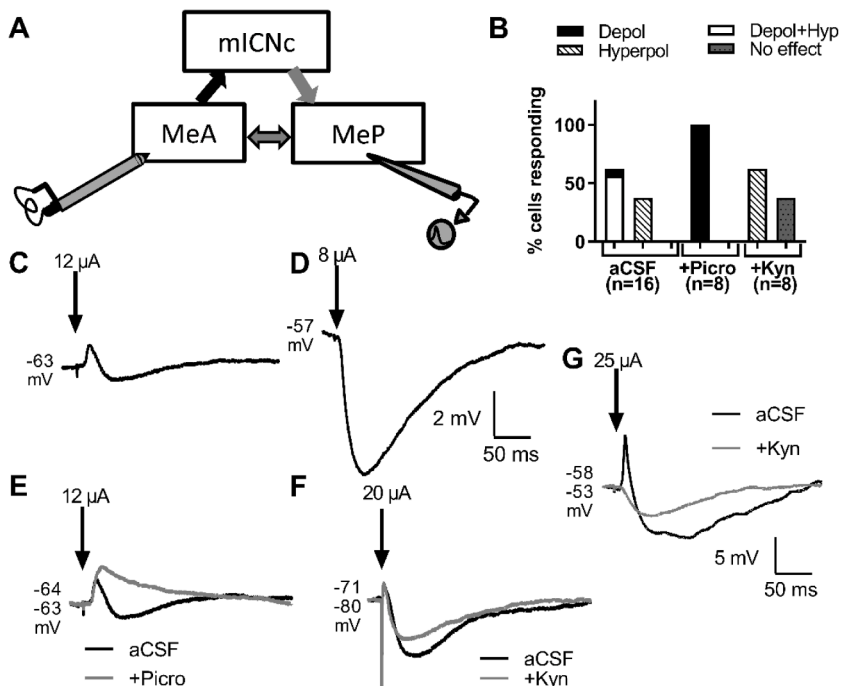 A
mICNc
MeA
MeP
B
Depol
Depol+Hyp
Hyperpol
No effect
% cells responding
100
50
0
aCSF
(n=16)
+Picro
(n=8)
+Kyn
(n=8)
C
12 µA
-63
mV
D
8 µA
-57
mV
2 mV
50 ms
E
12 µA
-64
-63
mV
aCSF
+Picro
F
20 µA
-71
-80
mV
aCSF
+Kyn
G
25 µA
aCSF
+Kyn
-58
-53
mV
5 mV
50 ms